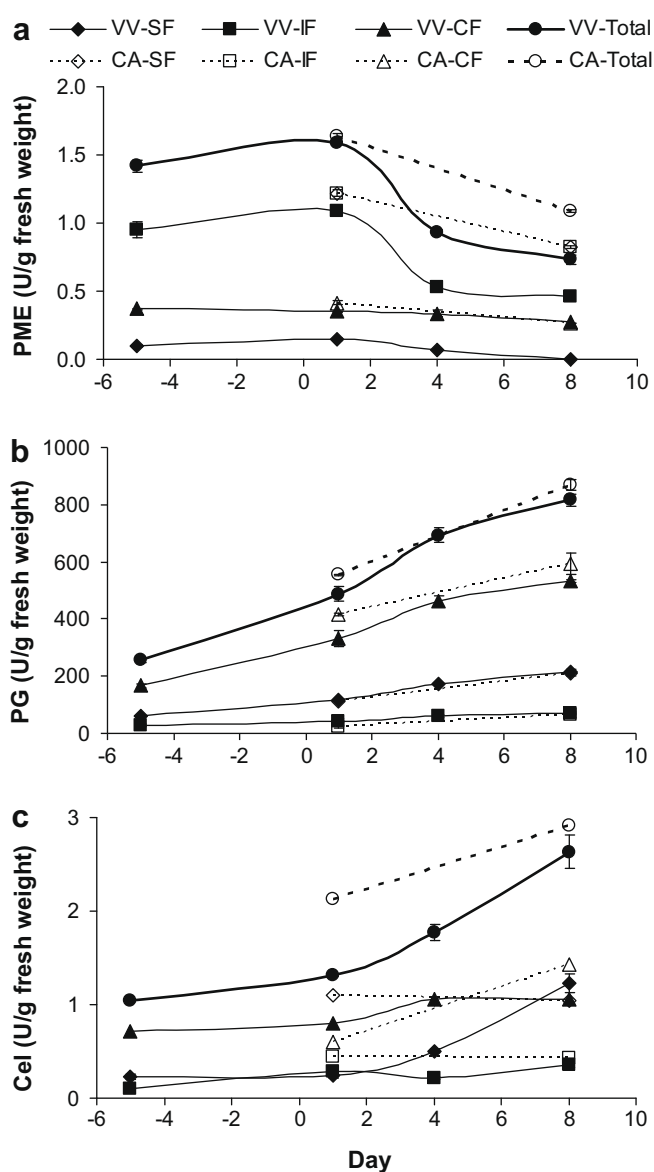 a
VV-SF VV-IF VV-CF VV-Total
CA-SF CA-IF CA-CF CA-Total
PME (U/g fresh weight)
2.0
1.5
1.0
0.5
0.0
-6 -4 -2 0 2 4 6 8 10
b
PG (U/g fresh weight)
1000
800
600
400
200
0
-6 -4 -2 0 2 4 6 8 10
c
Cel (U/g fresh weight)
3
2
1
0
-6 -4 -2 0 2 4 6 8 10
Day